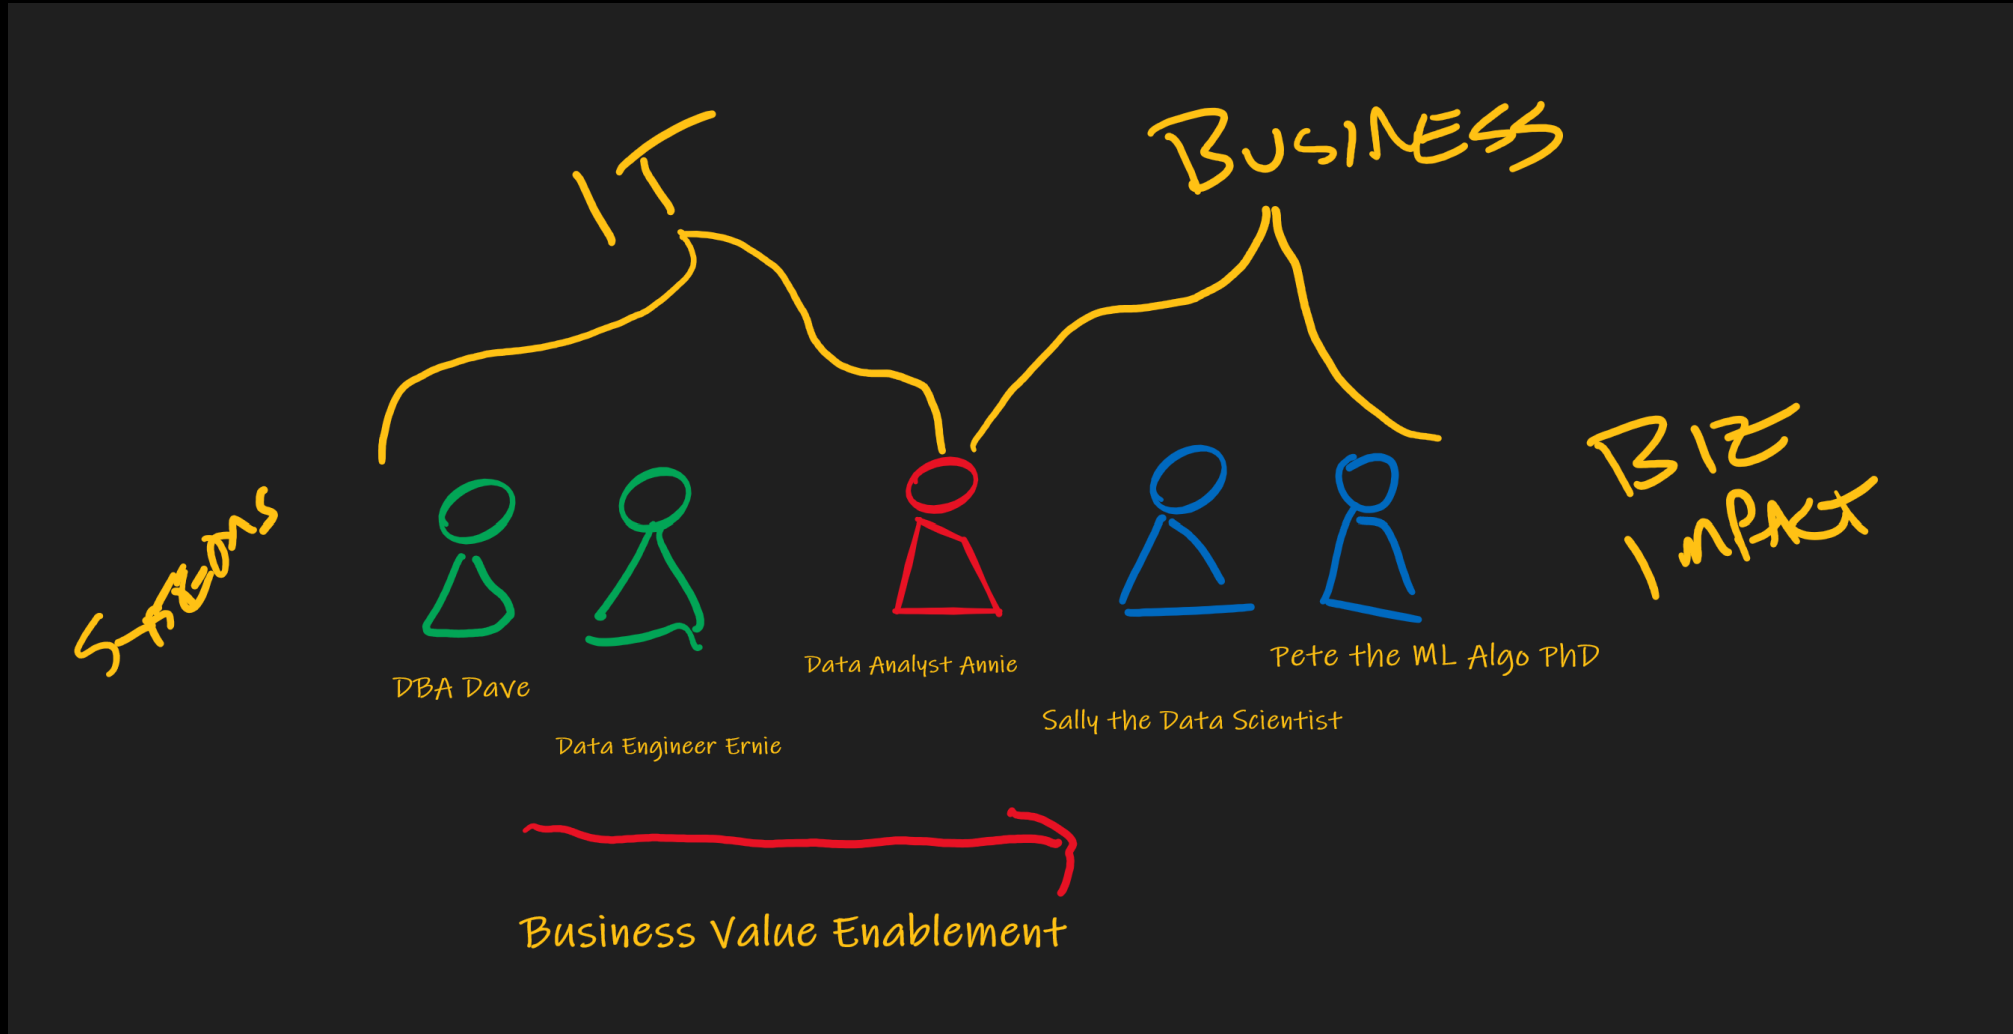 IT
BUSINESS
BIZ
IMPACT
DBA Dave
Data Engineer Ernie
Data Analyst Annie
Sally the Data Scientist
Pete the ML Algo PhD
Business Value Enablement